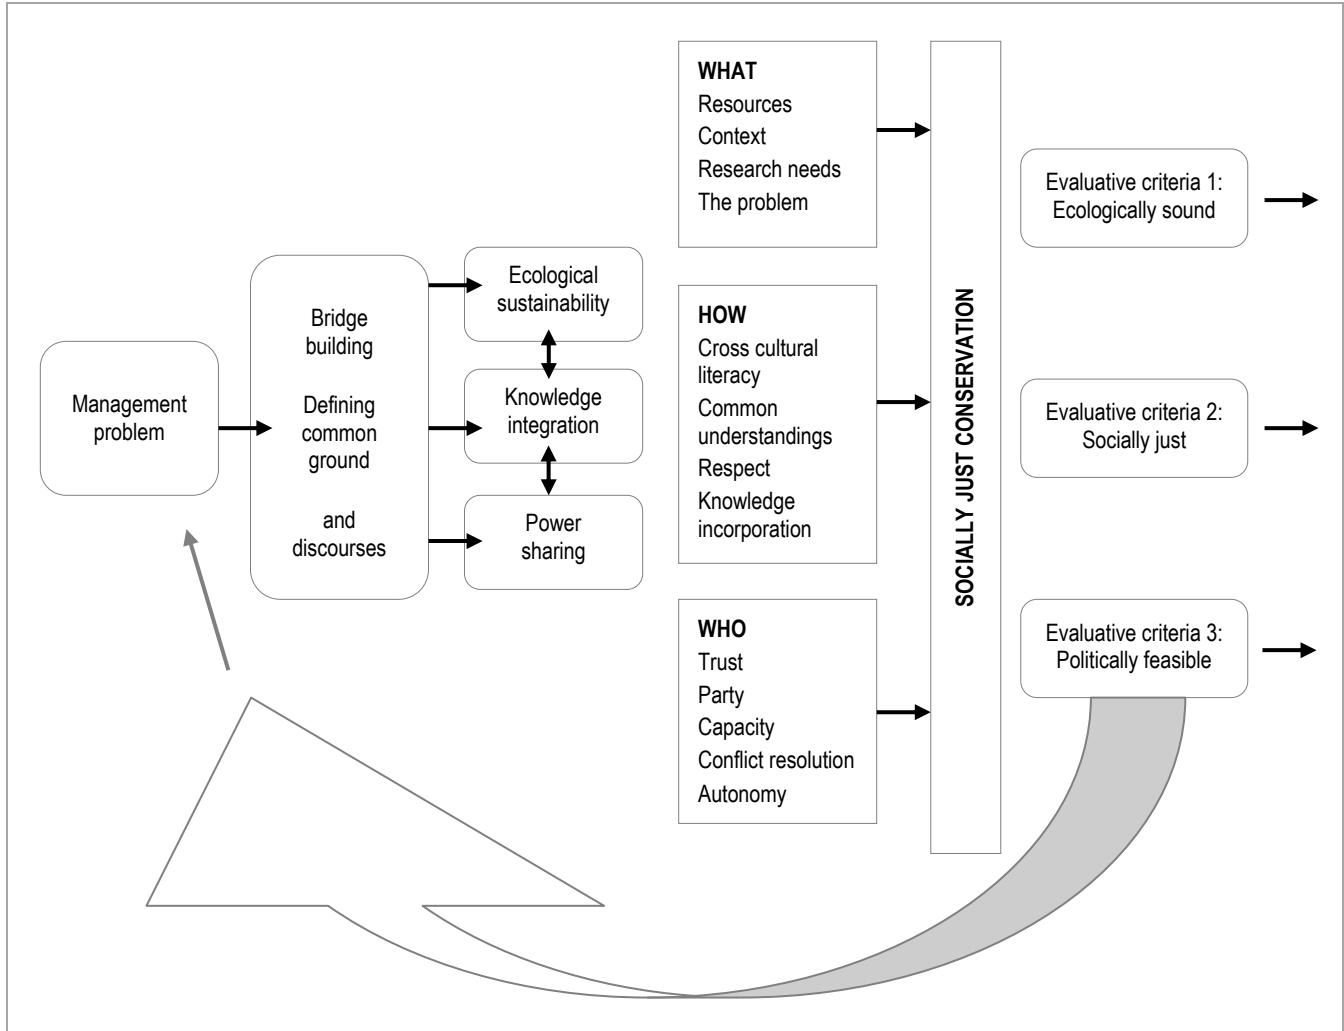 Management
problem
Bridge
building
Defining
common
ground
and
discourses
Ecological
sustainability
Knowledge
integration
Power
sharing
WHAT
Resources
Context
Research needs
The problem
HOW
Cross cultural
literacy
Common
understandings
Respect
Knowledge
incorporation
WHO
Trust
Party
Capacity
Conflict resolution
Autonomy
SOCIALLY JUST CONSERVATION
Evaluative criteria 1:
Ecologically sound
Evaluative criteria 2:
Socially just
Evaluative criteria 3:
Politically feasible